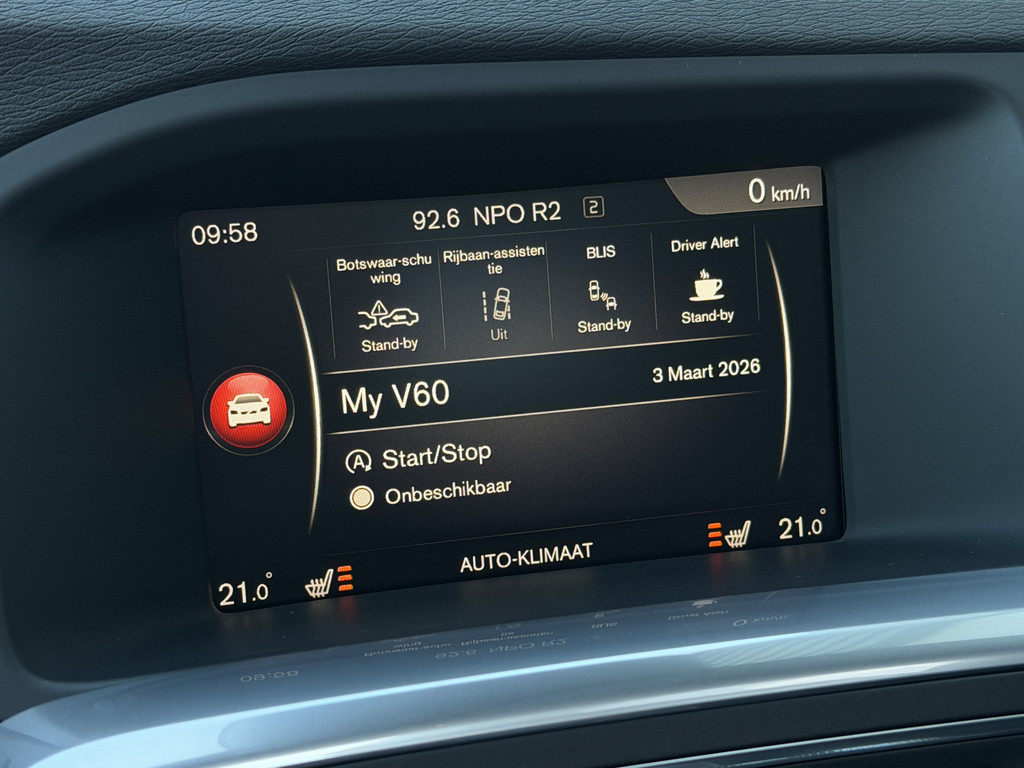 09:58
92.6 NPO R2 2
0 km/h
Botswaar-schu
wing
Stand-by
Rijbaan-assisten
tie
Uit
BLIS
Stand-by
Driver Alert
Stand-by
My V60
3 Maart 2026
A Start/Stop
Onbeschikbaar
21.0°
AUTO-KLIMAAT
21.0°